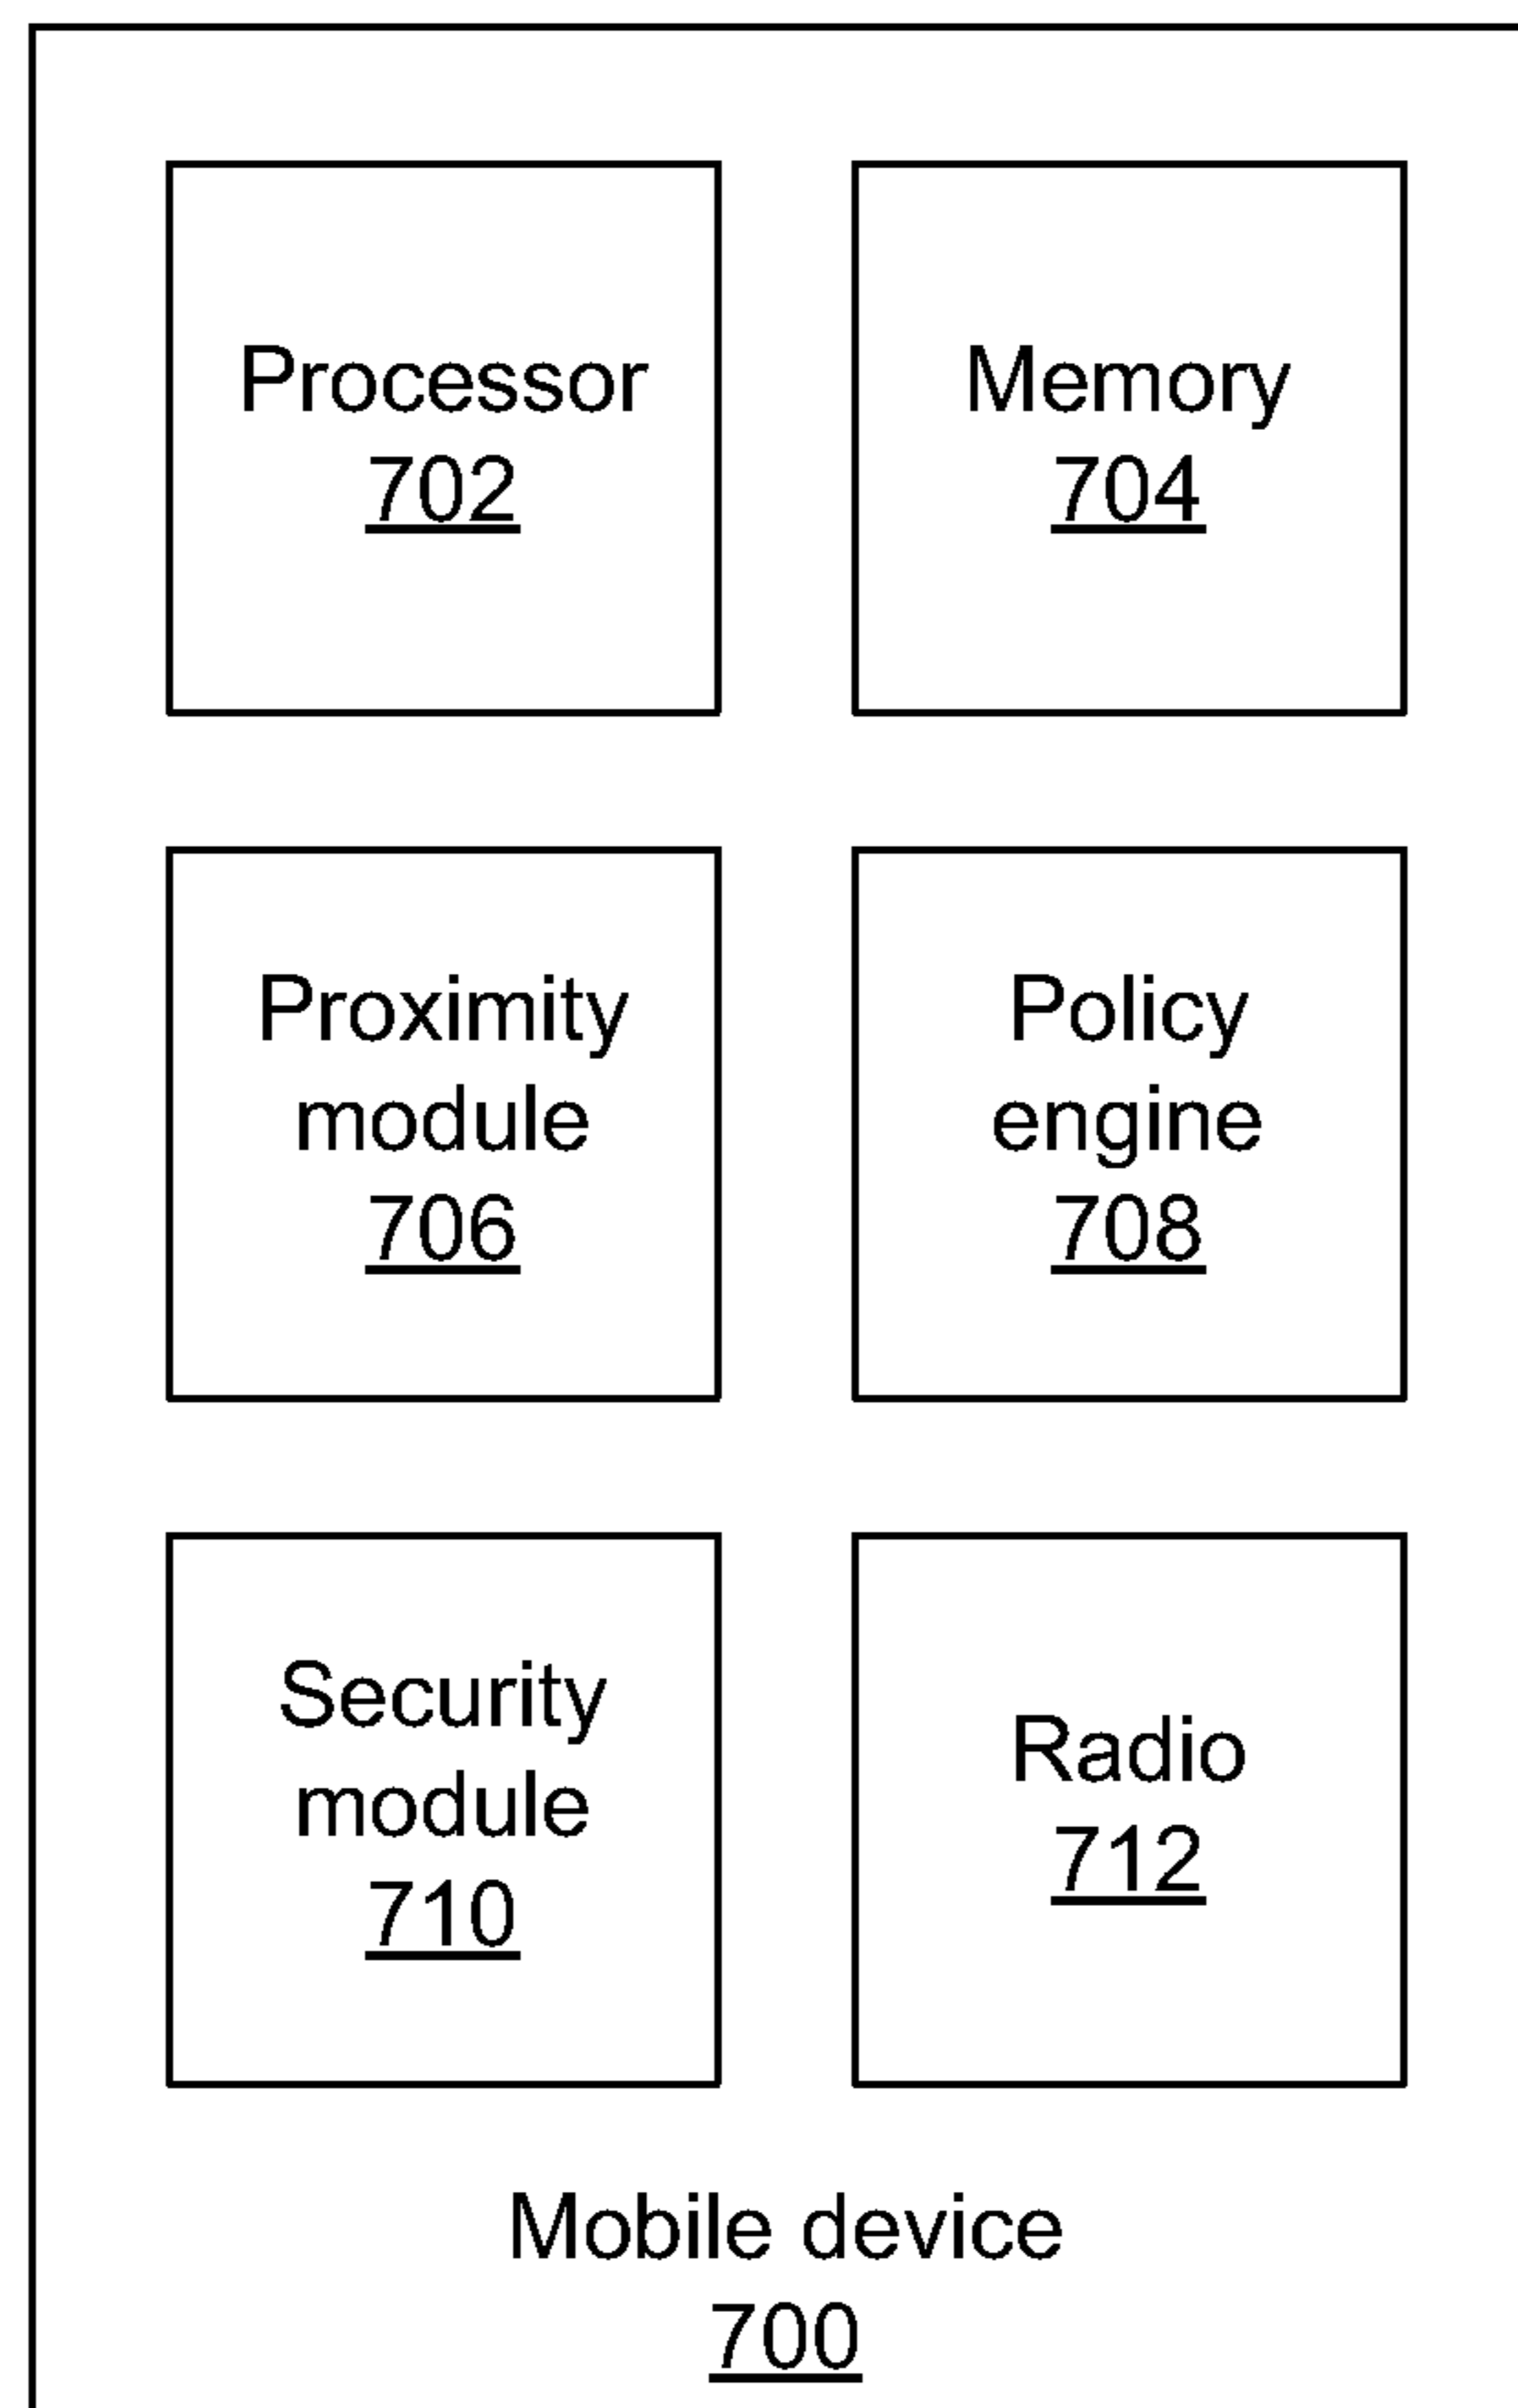 Processor
702
Memory
704
Proximity
module
706
Policy
engine
708
Security
module
710
Radio
712
Mobile device
700